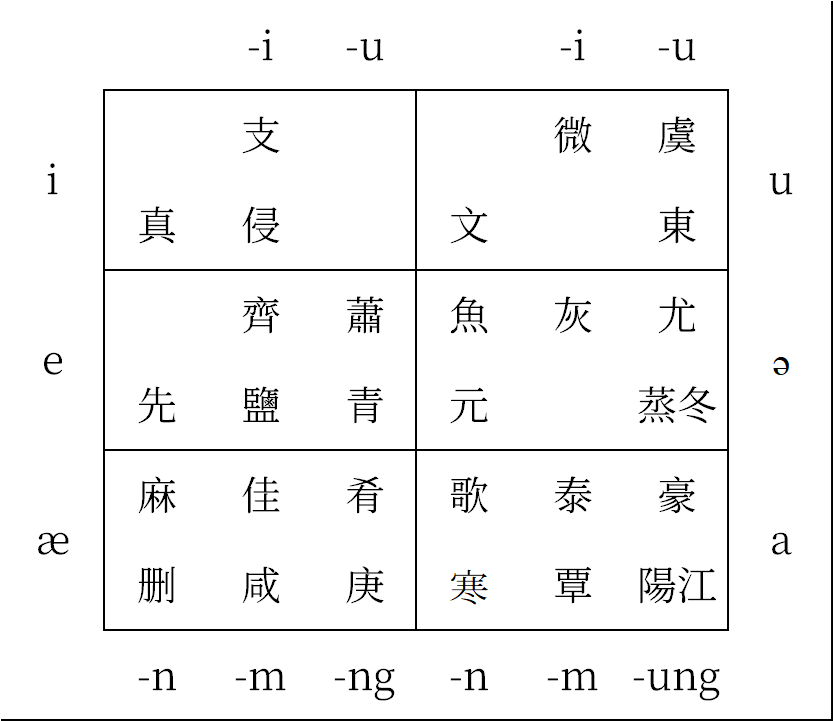 -i -u -i -u
支 微 虞
i u
真 侵 文 東
齊 蕭 魚 灰 尤
e ə
先 鹽 青 元 蒸冬
麻 佳 肴 歌 泰 豪
æ a
删 咸 庚 寒 覃 陽江
-n -m -ng -n -m -ung